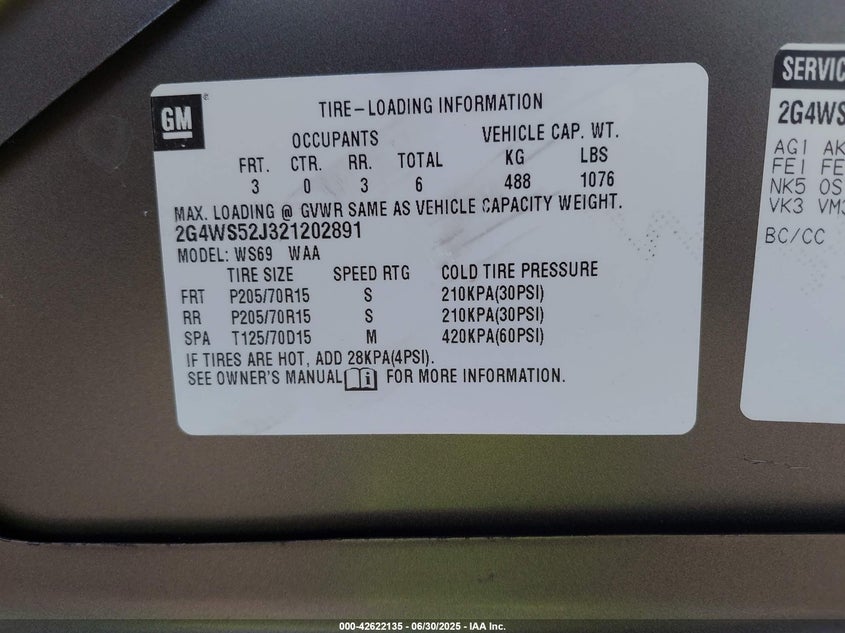 GM
®
TIRE-LOADING INFORMATION
OCCUPANTS VEHICLE CAP. WT.
FRT. CTR. RR. TOTAL KG LBS
3 0 3 6 488 1076
MAX. LOADING @ GVWR SAME AS VEHICLE CAPACITY WEIGHT.
2G4WS52J321202891
MODEL: WS69 WAA
TIRE SIZE SPEED RTG COLD TIRE PRESSURE
FRT P205/70R15 S 210KPA(30PSI)
RR P205/70R15 S 210KPA(30PSI)
SPA T125/70D15 M 420KPA(60PSI)
IF TIRES ARE HOT, ADD 28KPA(4PSI).
SEE OWNER'S MANUAL i FOR MORE INFORMATION.
SERVIC
2G4WS
AG1 AK
FE1 FE
NK5 OS
VK3 VM3
BC/CC
000-42622135 - 06/30/2025 - IAA Inc.